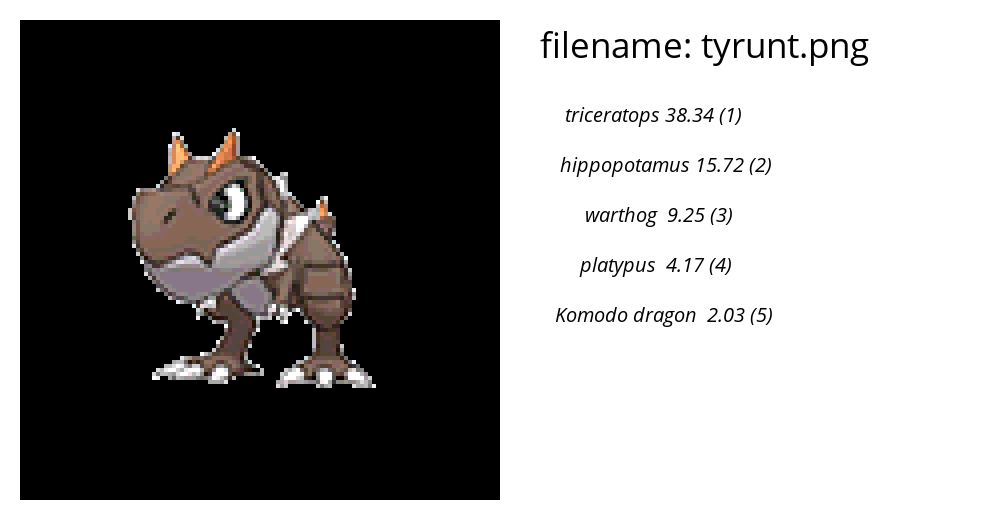 filename: tyrunt.png
triceratops 38.34 (1)
hippopotamus 15.72 (2)
warthog  9.25 (3)
platypus  4.17 (4)
Komodo dragon  2.03 (5)